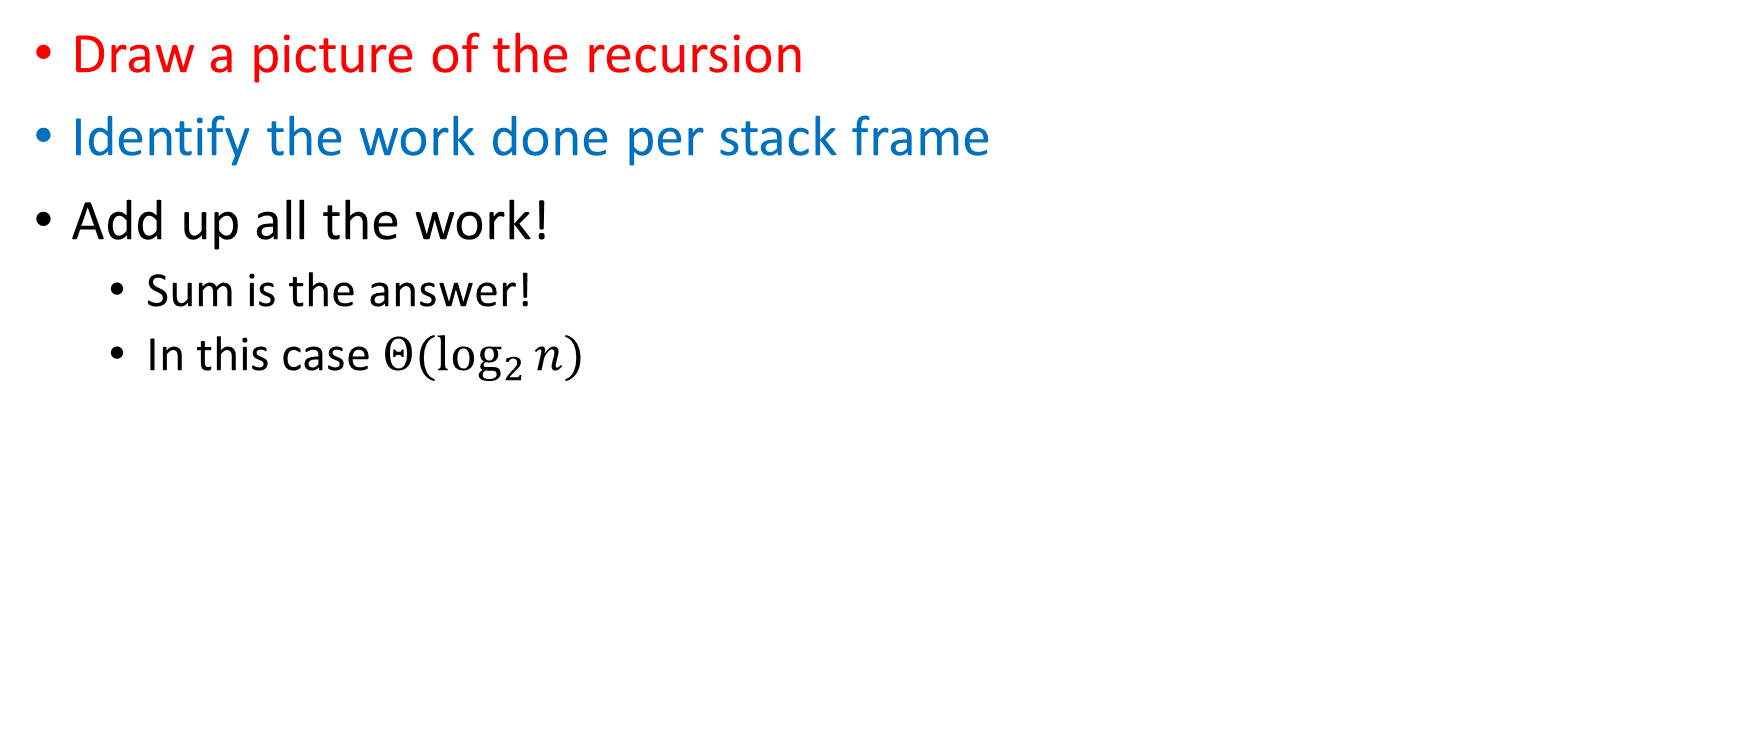 • Draw a picture of the recursion
• Identify the work done per stack frame
• Add up all the work!
• Sum is the answer!
• In this case Θ(log₂ n)